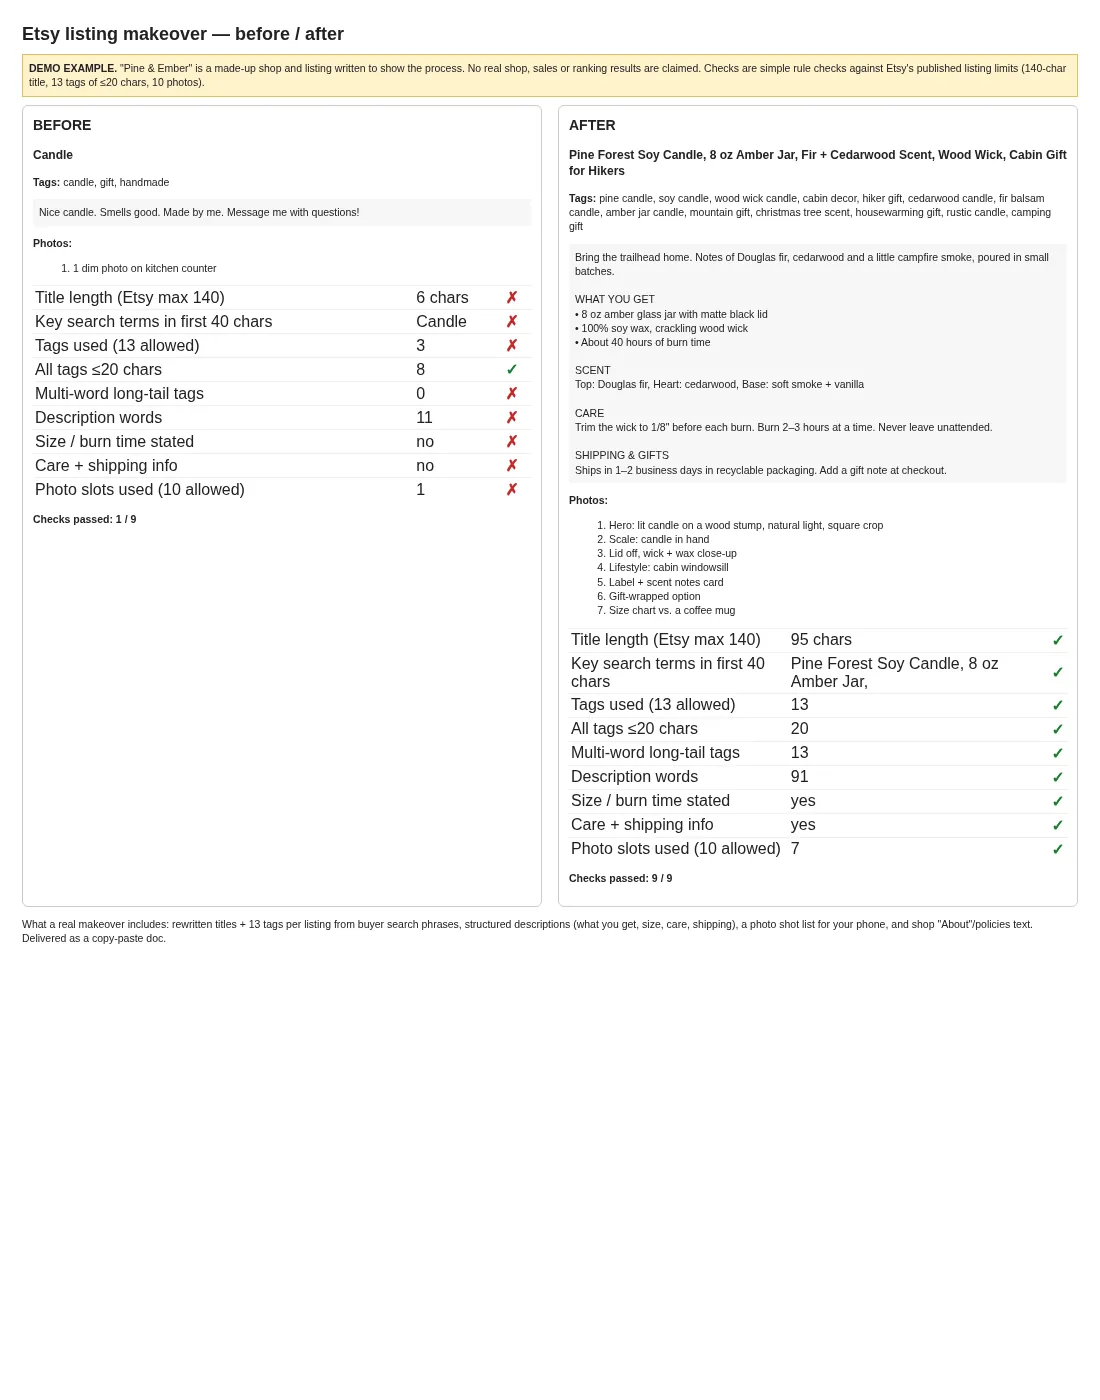 Etsy listing makeover — before / after
DEMO EXAMPLE. "Pine & Ember" is a made-up shop and listing written to show the process. No real shop, sales or ranking results are claimed. Checks are simple rule checks against Etsy's published listing limits (140-char
title, 13 tags of ≤20 chars, 10 photos).
BEFORE
Candle
Tags: candle, gift, handmade
Nice candle. Smells good. Made by me. Message me with questions!
Photos:
1. 1 dim photo on kitchen counter
Title length (Etsy max 140) 6 chars ✗
Key search terms in first 40 chars Candle ✗
Tags used (13 allowed) 3 ✗
All tags ≤20 chars 8 ✓
Multi-word long-tail tags 0 ✗
Description words 11 ✗
Size / burn time stated no ✗
Care + shipping info no ✗
Photo slots used (10 allowed) 1 ✗
Checks passed: 1 / 9
AFTER
Pine Forest Soy Candle, 8 oz Amber Jar, Fir + Cedarwood Scent, Wood Wick, Cabin Gift
for Hikers
Tags: pine candle, soy candle, wood wick candle, cabin decor, hiker gift, cedarwood candle, fir balsam
candle, amber jar candle, mountain gift, christmas tree scent, housewarming gift, rustic candle, camping
gift
Bring the trailhead home. Notes of Douglas fir, cedarwood and a little campfire smoke, poured in small
batches.
WHAT YOU GET
• 8 oz amber glass jar with matte black lid
• 100% soy wax, crackling wood wick
• About 40 hours of burn time
SCENT
Top: Douglas fir, Heart: cedarwood, Base: soft smoke + vanilla
CARE
Trim the wick to 1/8" before each burn. Burn 2–3 hours at a time. Never leave unattended.
SHIPPING & GIFTS
Ships in 1–2 business days in recyclable packaging. Add a gift note at checkout.
Photos:
1. Hero: lit candle on a wood stump, natural light, square crop
2. Scale: candle in hand
3. Lid off, wick + wax close-up
4. Lifestyle: cabin windowsill
5. Label + scent notes card
6. Gift-wrapped option
7. Size chart vs. a coffee mug
Title length (Etsy max 140) 95 chars ✓
Key search terms in first 40 Pine Forest Soy Candle, 8 oz ✓
chars Amber Jar,
Tags used (13 allowed) 13 ✓
All tags ≤20 chars 20 ✓
Multi-word long-tail tags 13 ✓
Description words 91 ✓
Size / burn time stated yes ✓
Care + shipping info yes ✓
Photo slots used (10 allowed) 7 ✓
Checks passed: 9 / 9
What a real makeover includes: rewritten titles + 13 tags per listing from buyer search phrases, structured descriptions (what you get, size, care, shipping), a photo shot list for your phone, and shop "About"/policies text.
Delivered as a copy-paste doc.